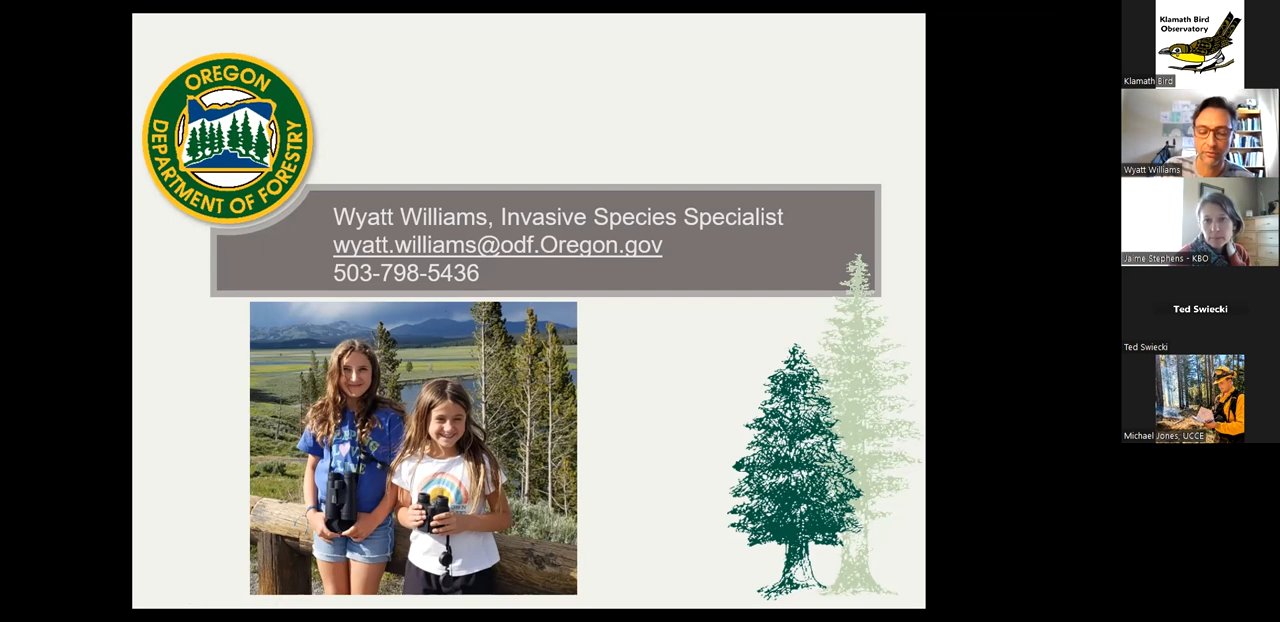 OREGON
DEPARTMENT OF FORESTRY
Wyatt Williams, Invasive Species Specialist
wyatt.williams@odf.Oregon.gov
503-798-5436
Klamath Bird
Observatory
Klamath Bird
Wyatt Williams
Jaime Stephens - KBO
Ted Swiecki
Ted Swiecki
Michael Jones, UCCE